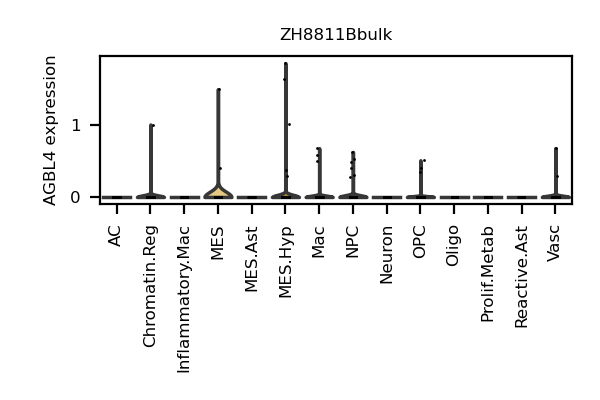 ZH8811Bbulk
AGBL4 expression
1
0
AC
Chromatin.Reg
Inflammatory.Mac
MES
MES.Ast
MES.Hyp
Mac
NPC
Neuron
OPC
Oligo
Prolif.Metab
Reactive.Ast
Vasc